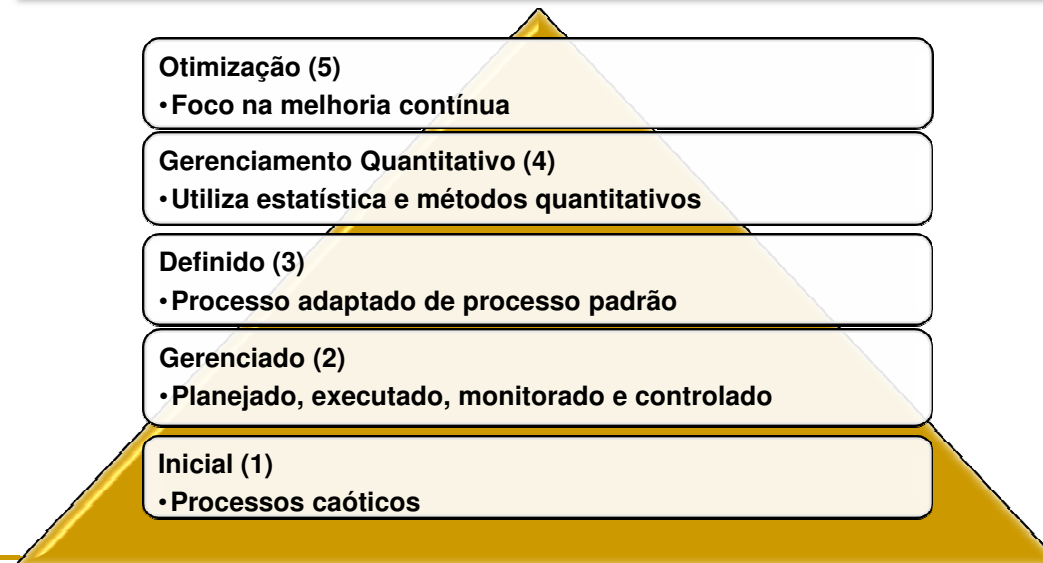 Otimização (5)
•Foco na melhoria contínua
Gerenciamento Quantitativo (4)
•Utiliza estatística e métodos quantitativos
Definido (3)
•Processo adaptado de processo padrão
Gerenciado (2)
•Planejado, executado, monitorado e controlado
Inicial (1)
•Processos caóticos